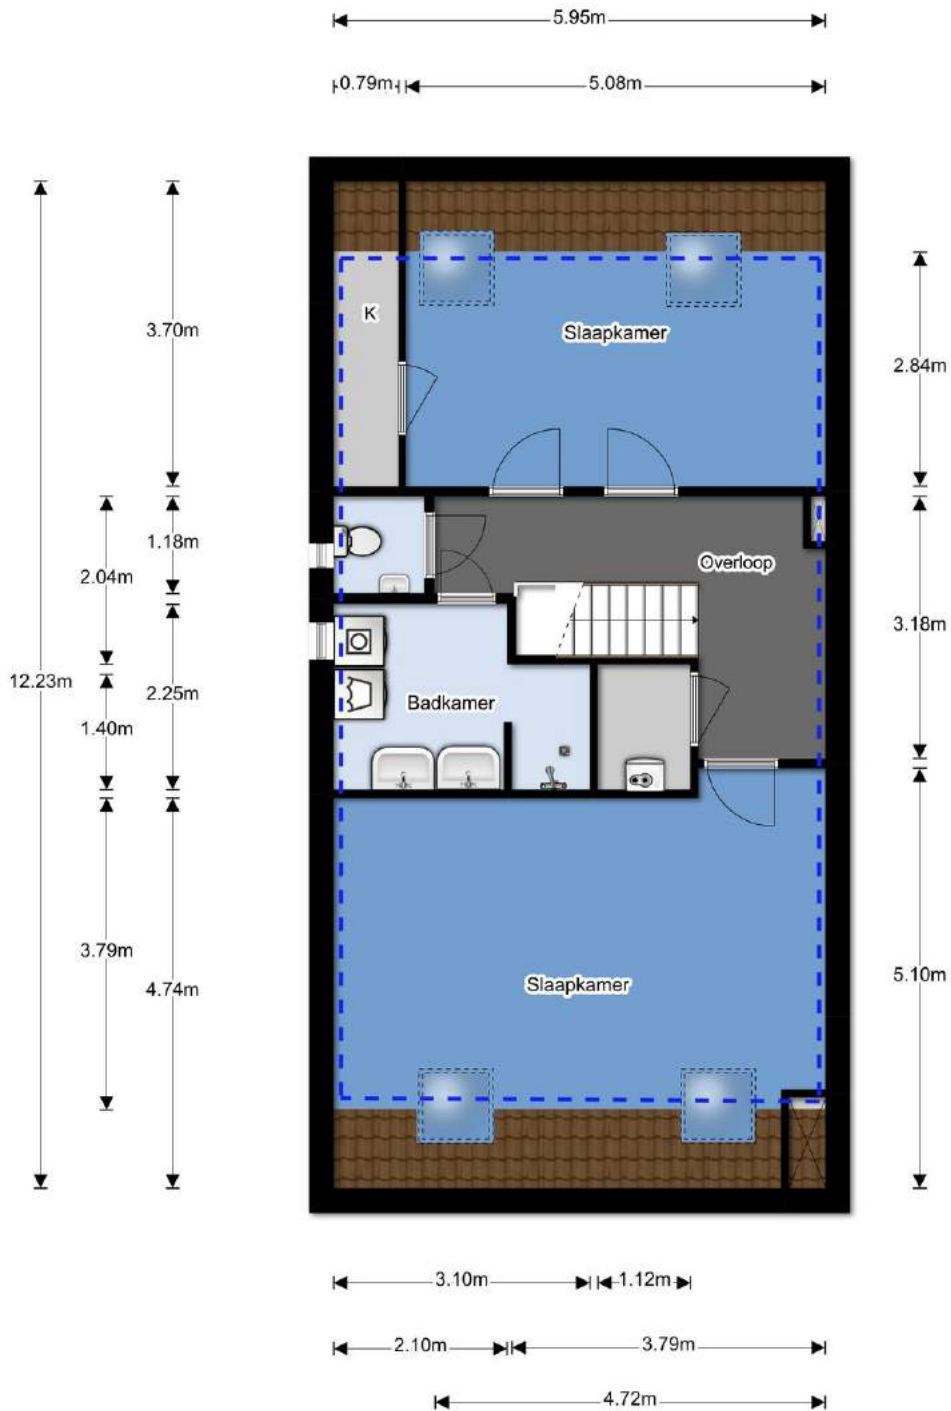 5.95m
0.79m
5.08m
3.70m
K
Slaapkamer
2.84m
1.18m
2.04m
Overloop
3.18m
12.23m
2.25m
Badkamer
1.40m
3.79m
4.74m
Slaapkamer
5.10m
3.10m
1.12m
2.10m
3.79m
4.72m